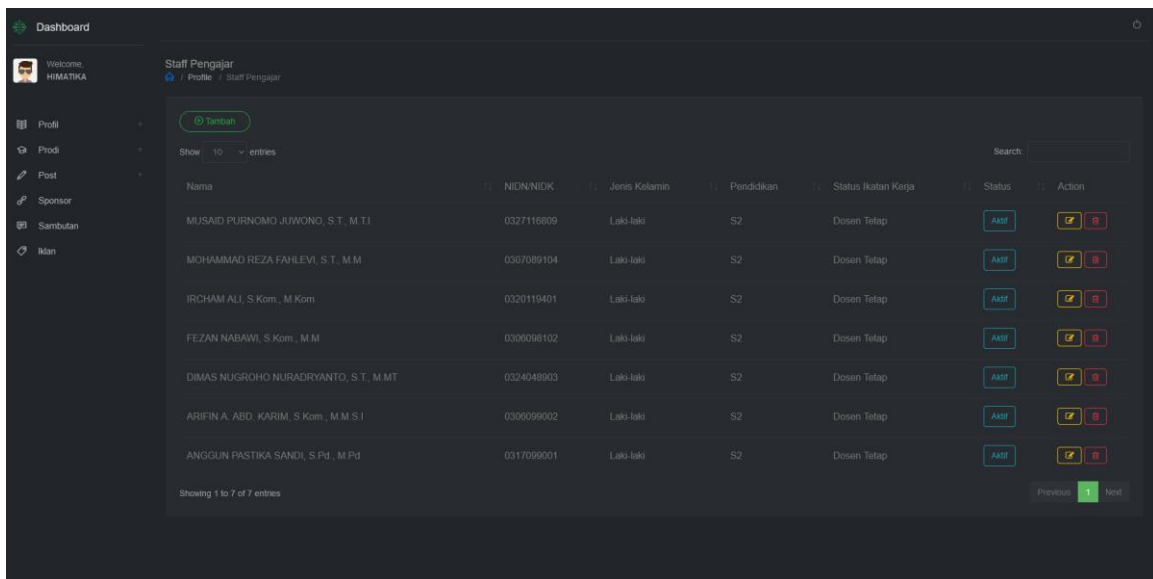 Dashboard
Welcome,
HIMATIKA
Profil
Prodi
Post
Sponsor
Sambutan
Iklan
Staff Pengajar
/ Profile / Staff Pengajar
Tambah
Show 10 entries Search:
Nama NIDN/NIDK Jenis Kelamin Pendidikan Status Ikatan Kerja Status Action
MUSAID PURNOMO JUWONO, S.T., M.T.I 0327116809 Laki-laki S2 Dosen Tetap Aktif
MOHAMMAD REZA FAHLEVI, S.T., M.M 0307089104 Laki-laki S2 Dosen Tetap Aktif
IRCHAM ALI, S.Kom., M.Kom 0320119401 Laki-laki S2 Dosen Tetap Aktif
FEZAN NABAWI, S.Kom., M.M 0306098102 Laki-laki S2 Dosen Tetap Aktif
DIMAS NUGROHO NURADRYANTO, S.T., M.MT 0324048903 Laki-laki S2 Dosen Tetap Aktif
ARIFIN A. ABD. KARIM, S.Kom., M.M.S.I 0306099002 Laki-laki S2 Dosen Tetap Aktif
ANGGUN PASTIKA SANDI, S.Pd., M.Pd 0317099001 Laki-laki S2 Dosen Tetap Aktif
Showing 1 to 7 of 7 entries Previous 1 Next